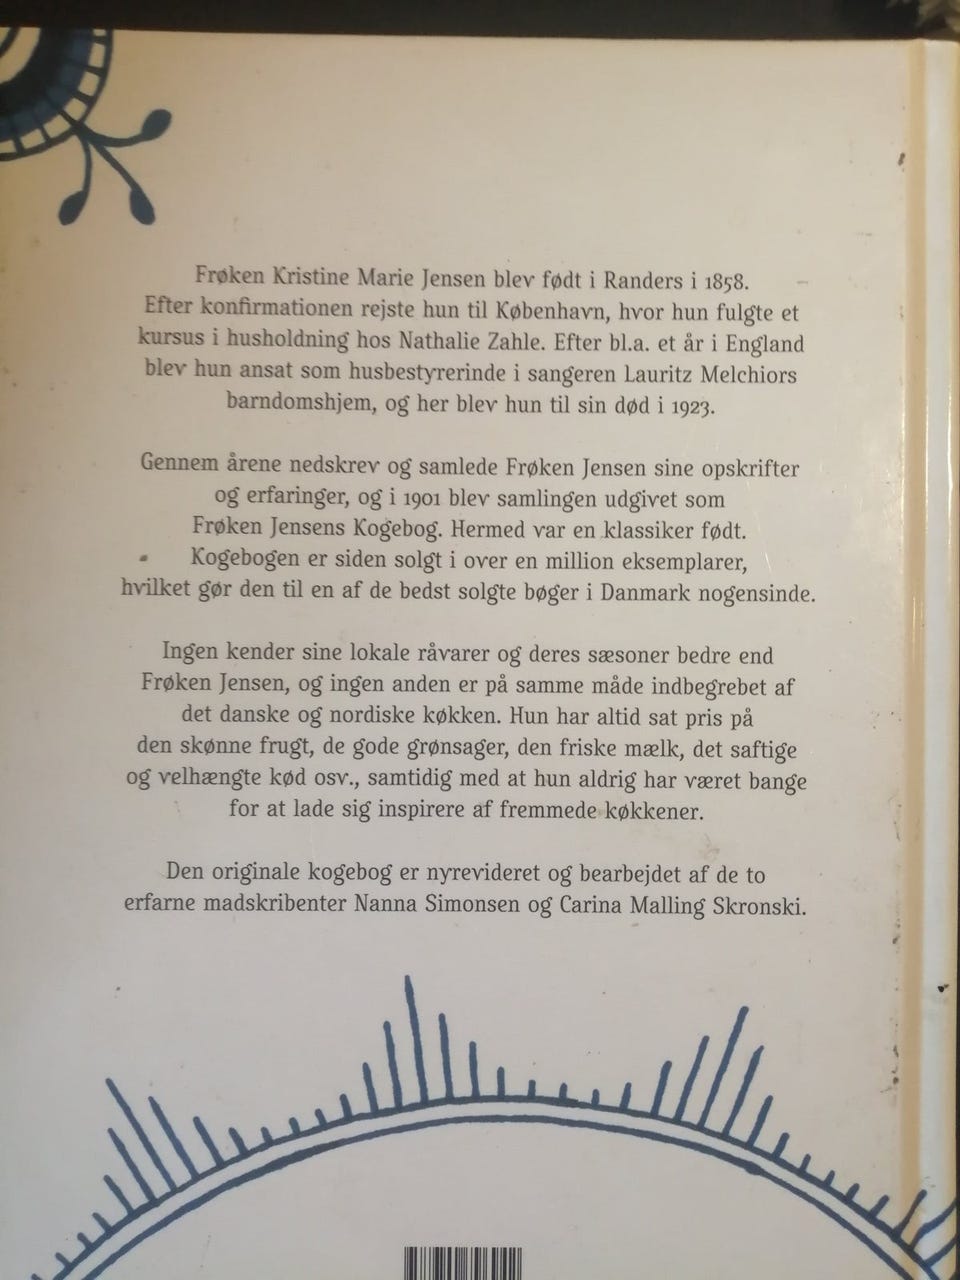 Frøken Kristine Marie Jensen blev født i Randers i 1858.
Efter konfirmationen rejste hun til København, hvor hun fulgte et
kursus i husholdning hos Nathalie Zahle. Efter bl.a. et år i England
blev hun ansat som husbestyrerinde i sangeren Lauritz Melchiors
barndomshjem, og her blev hun til sin død i 1923.
Gennem årene nedskrev og samlede Frøken Jensen sine opskrifter
og erfaringer, og i 1901 blev samlingen udgivet som
Frøken Jensens Kogebog. Hermed var en klassiker født.
Kogebogen er siden solgt i over en million eksemplarer,
hvilket gør den til en af de bedst solgte bøger i Danmark nogensinde.
Ingen kender sine lokale råvarer og deres sæsoner bedre end
Frøken Jensen, og ingen anden er på samme måde indbegrebet af
det danske og nordiske køkken. Hun har altid sat pris på
den skønne frugt, de gode grønsager, den friske mælk, det saftige
og velhængte kød osv., samtidig med at hun aldrig har været bange
for at lade sig inspirere af fremmede køkkener.
Den originale kogebog er nyrevideret og bearbejdet af de to
erfarne madskribenter Nanna Simonsen og Carina Malling Skronski.